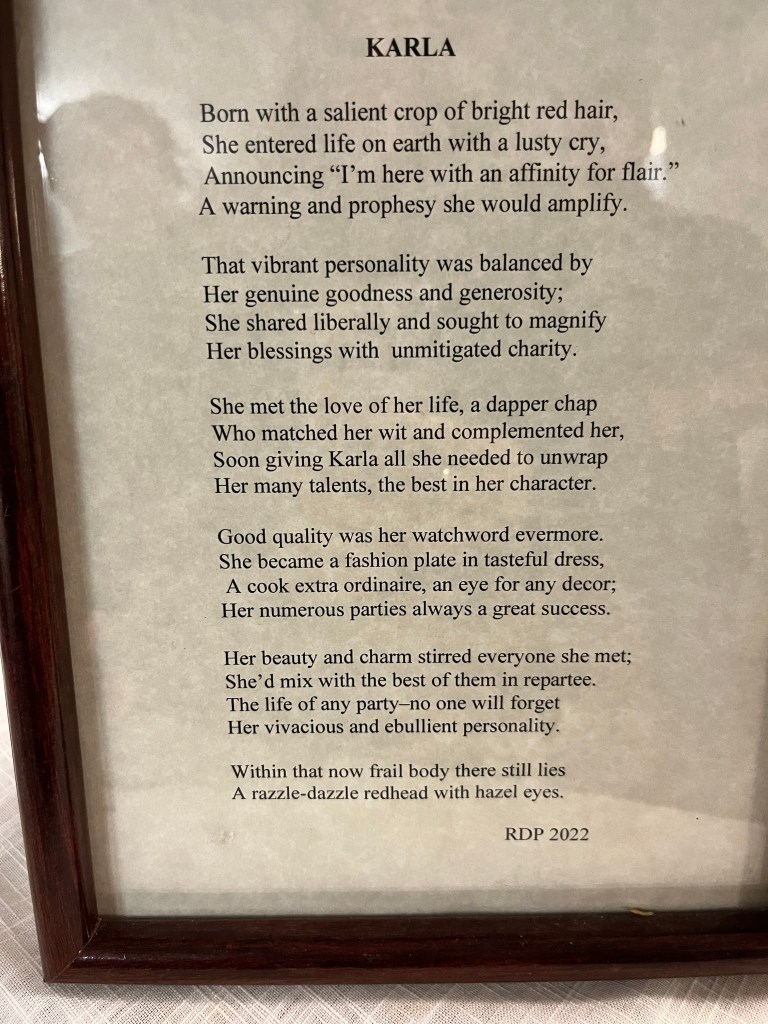 KARLA
Born with a salient crop of bright red hair,
She entered life on earth with a lusty cry,
Announcing “I’m here with an affinity for flair.”
A warning and prophesy she would amplify.
That vibrant personality was balanced by
Her genuine goodness and generosity;
She shared liberally and sought to magnify
Her blessings with  unmitigated charity.
She met the love of her life, a dapper chap
Who matched her wit and complemented her,
Soon giving Karla all she needed to unwrap
Her many talents, the best in her character.
Good quality was her watchword evermore.
She became a fashion plate in tasteful dress,
A cook extra ordinaire, an eye for any decor;
Her numerous parties always a great success.
Her beauty and charm stirred everyone she met;
She’d mix with the best of them in repartee.
The life of any party–no one will forget
Her vivacious and ebullient personality.
Within that now frail body there still lies
A razzle-dazzle redhead with hazel eyes.
RDP 2022